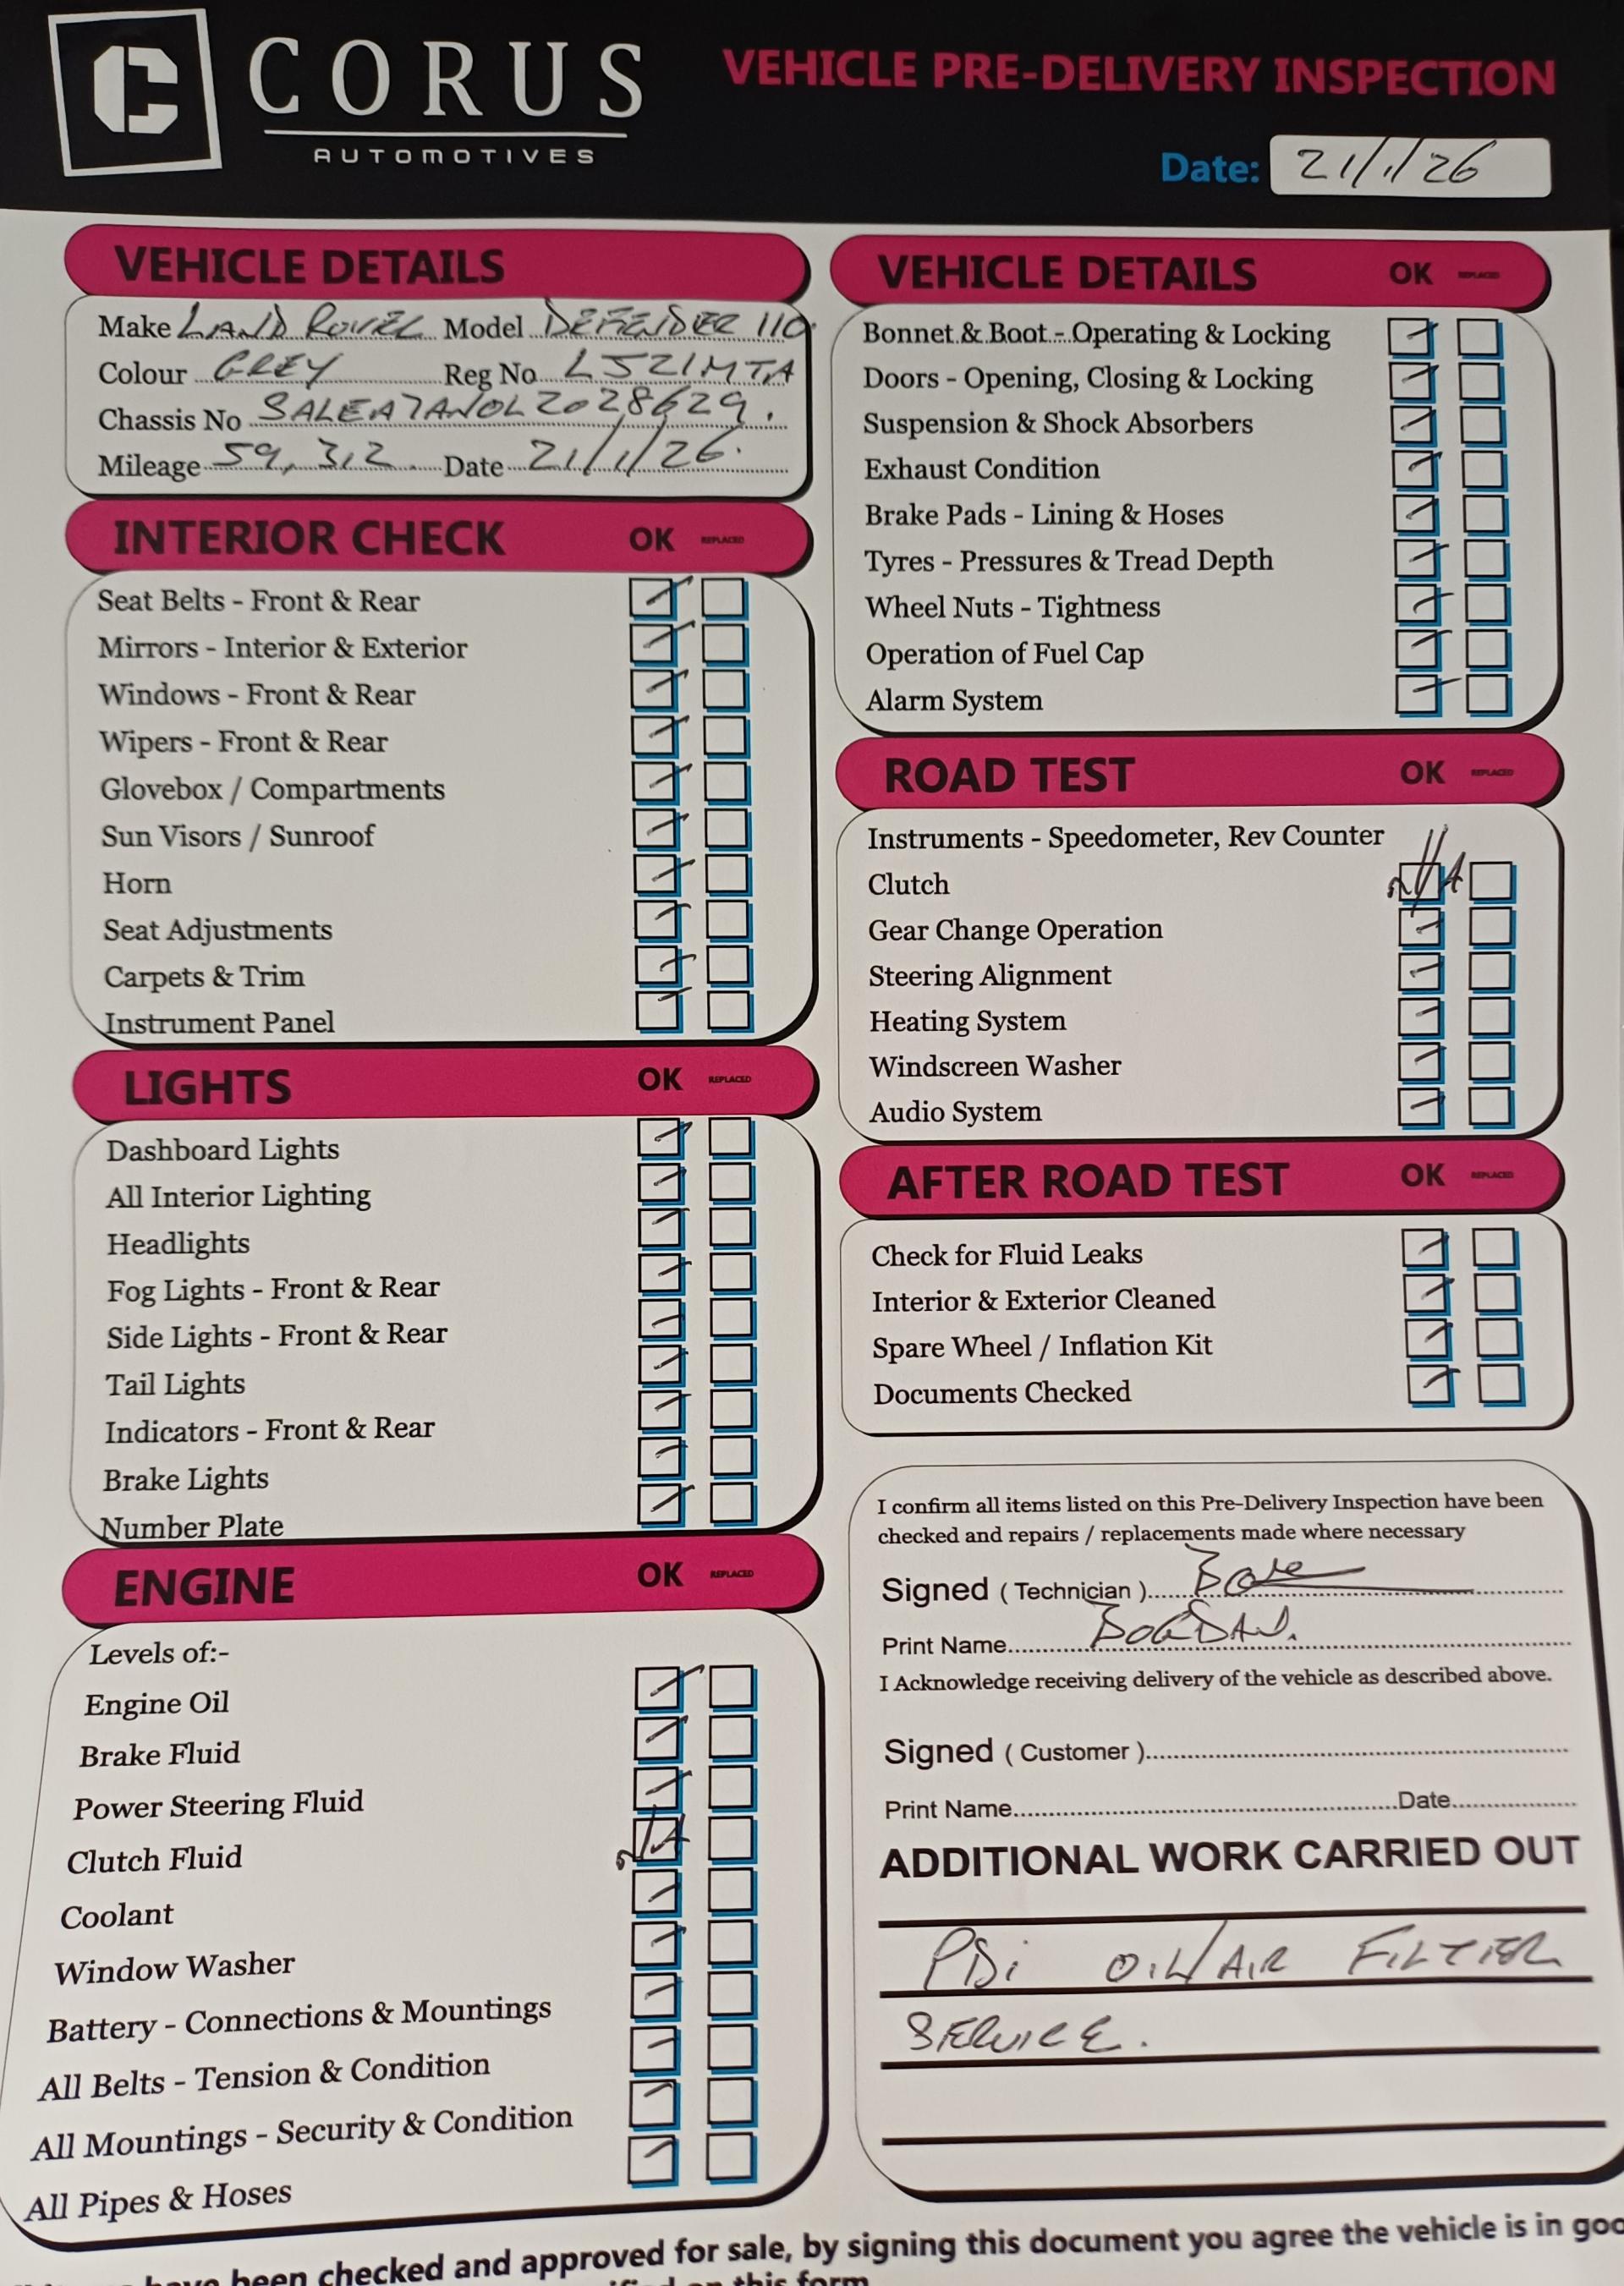 CORUS
AUTOMOTIVES
VEHICLE PRE-DELIVERY INSPECTION
Date: 21/1/26
VEHICLE DETAILS
Make LAND ROVER Model DEFENDER 110
Colour GREY Reg No LS21MTA
Chassis No
Mileage 59,312 Date 21/1/26.
INTERIOR CHECK OK REPLACED
Seat Belts - Front & Rear
Mirrors - Interior & Exterior
Windows - Front & Rear
Wipers - Front & Rear
Glovebox / Compartments
Sun Visors / Sunroof
Horn
Seat Adjustments
Carpets & Trim
Instrument Panel
LIGHTS OK REPLACED
Dashboard Lights
All Interior Lighting
Headlights
Fog Lights - Front & Rear
Side Lights - Front & Rear
Tail Lights
Indicators - Front & Rear
Brake Lights
Number Plate
ENGINE OK REPLACED
Levels of:-
Engine Oil
Brake Fluid
Power Steering Fluid
Clutch Fluid N/A
Coolant
Window Washer
Battery - Connections & Mountings
All Belts - Tension & Condition
All Mountings - Security & Condition
All Pipes & Hoses
VEHICLE DETAILS OK REPLACED
Bonnet & Boot - Operating & Locking
Doors - Opening, Closing & Locking
Suspension & Shock Absorbers
Exhaust Condition
Brake Pads - Lining & Hoses
Tyres - Pressures & Tread Depth
Wheel Nuts - Tightness
Operation of Fuel Cap
Alarm System
ROAD TEST OK REPLACED
Instruments - Speedometer, Rev Counter
Clutch N/A
Gear Change Operation
Steering Alignment
Heating System
Windscreen Washer
Audio System
AFTER ROAD TEST OK REPLACED
Check for Fluid Leaks
Interior & Exterior Cleaned
Spare Wheel / Inflation Kit
Documents Checked
I confirm all items listed on this Pre-Delivery Inspection have been
checked and repairs / replacements made where necessary
Signed ( Technician )
Print Name BOGDAN.
I Acknowledge receiving delivery of the vehicle as described above.
Signed ( Customer )
Print Name Date
ADDITIONAL WORK CARRIED OUT
PDi OIL/AIR FILTER
SERVICE.
have been checked and approved for sale, by signing this document you agree the vehicle is in goo
on this form